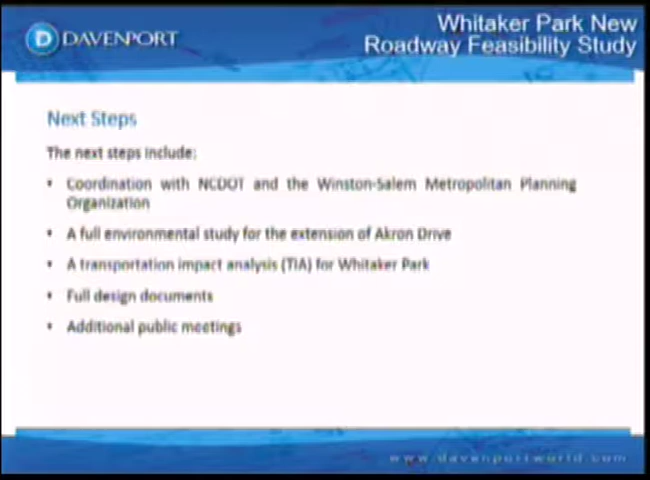 DAVENPORT
Whitaker Park New
Roadway Feasibility Study
Next Steps
The next steps include:
• Coordination with NCDOT and the Winston-Salem Metropolitan Planning
Organization
• A full environmental study for the extension of Akron Drive
• A transportation impact analysis (TIA) for Whitaker Park
• Full design documents
• Additional public meetings
www.davenportworld.com